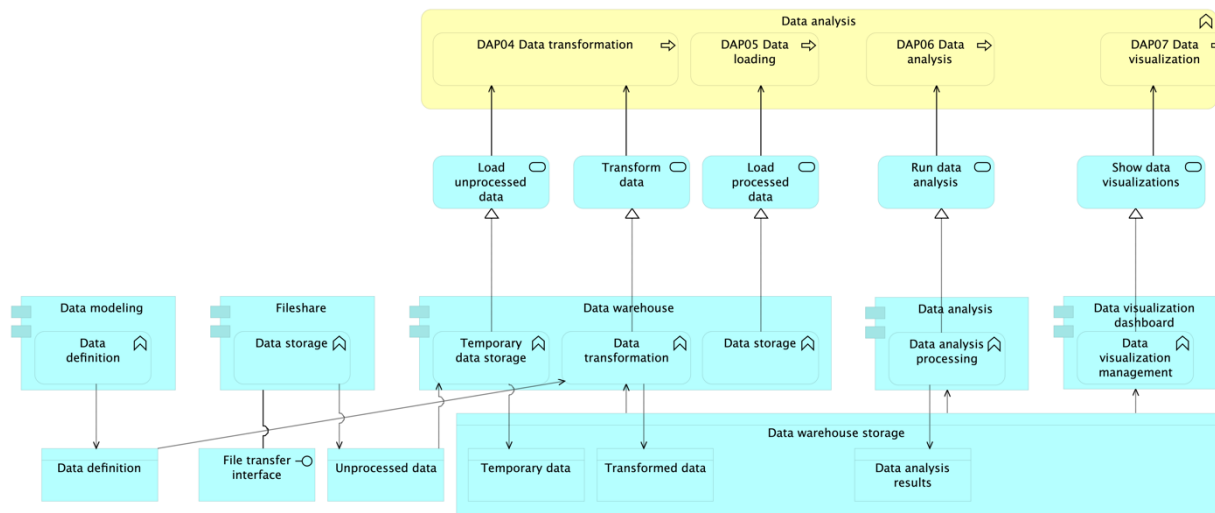 Data analysis
DAP04 Data transformation
DAP05 Data
loading
DAP06 Data
analysis
DAP07 Data
visualization
Load
unprocessed
data
Transform
data
Load
processed
data
Run data
analysis
Show data
visualizations
Data modeling
Data
definition
Fileshare
Data storage
Data warehouse
Temporary
data storage
Data
transformation
Data storage
Data analysis
Data analysis
processing
Data visualization
dashboard
Data
visualization
management
Data warehouse storage
Data definition
File transfer
interface
Unprocessed data
Temporary data
Transformed data
Data analysis
results